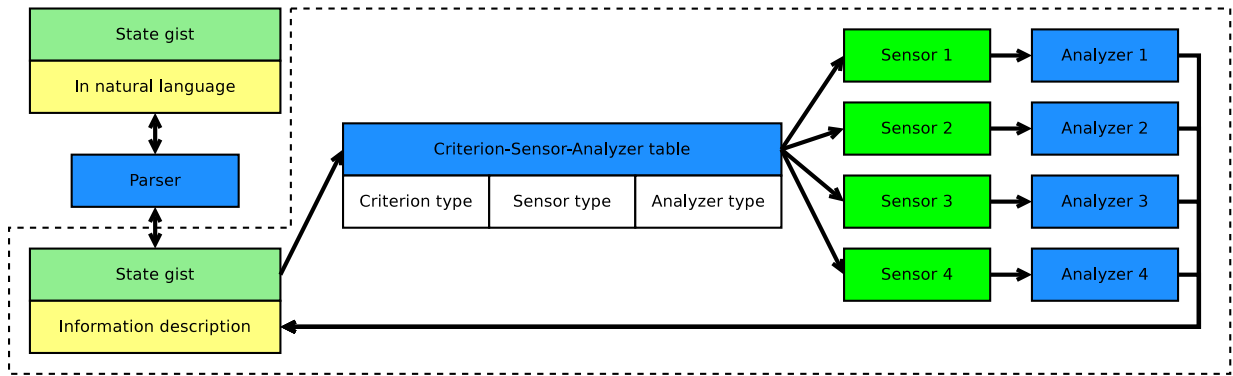 State gist
In natural language
Parser
State gist
Information description
Criterion-Sensor-Analyzer table
Criterion type
Sensor type
Analyzer type
Sensor 1
Analyzer 1
Sensor 2
Analyzer 2
Sensor 3
Analyzer 3
Sensor 4
Analyzer 4